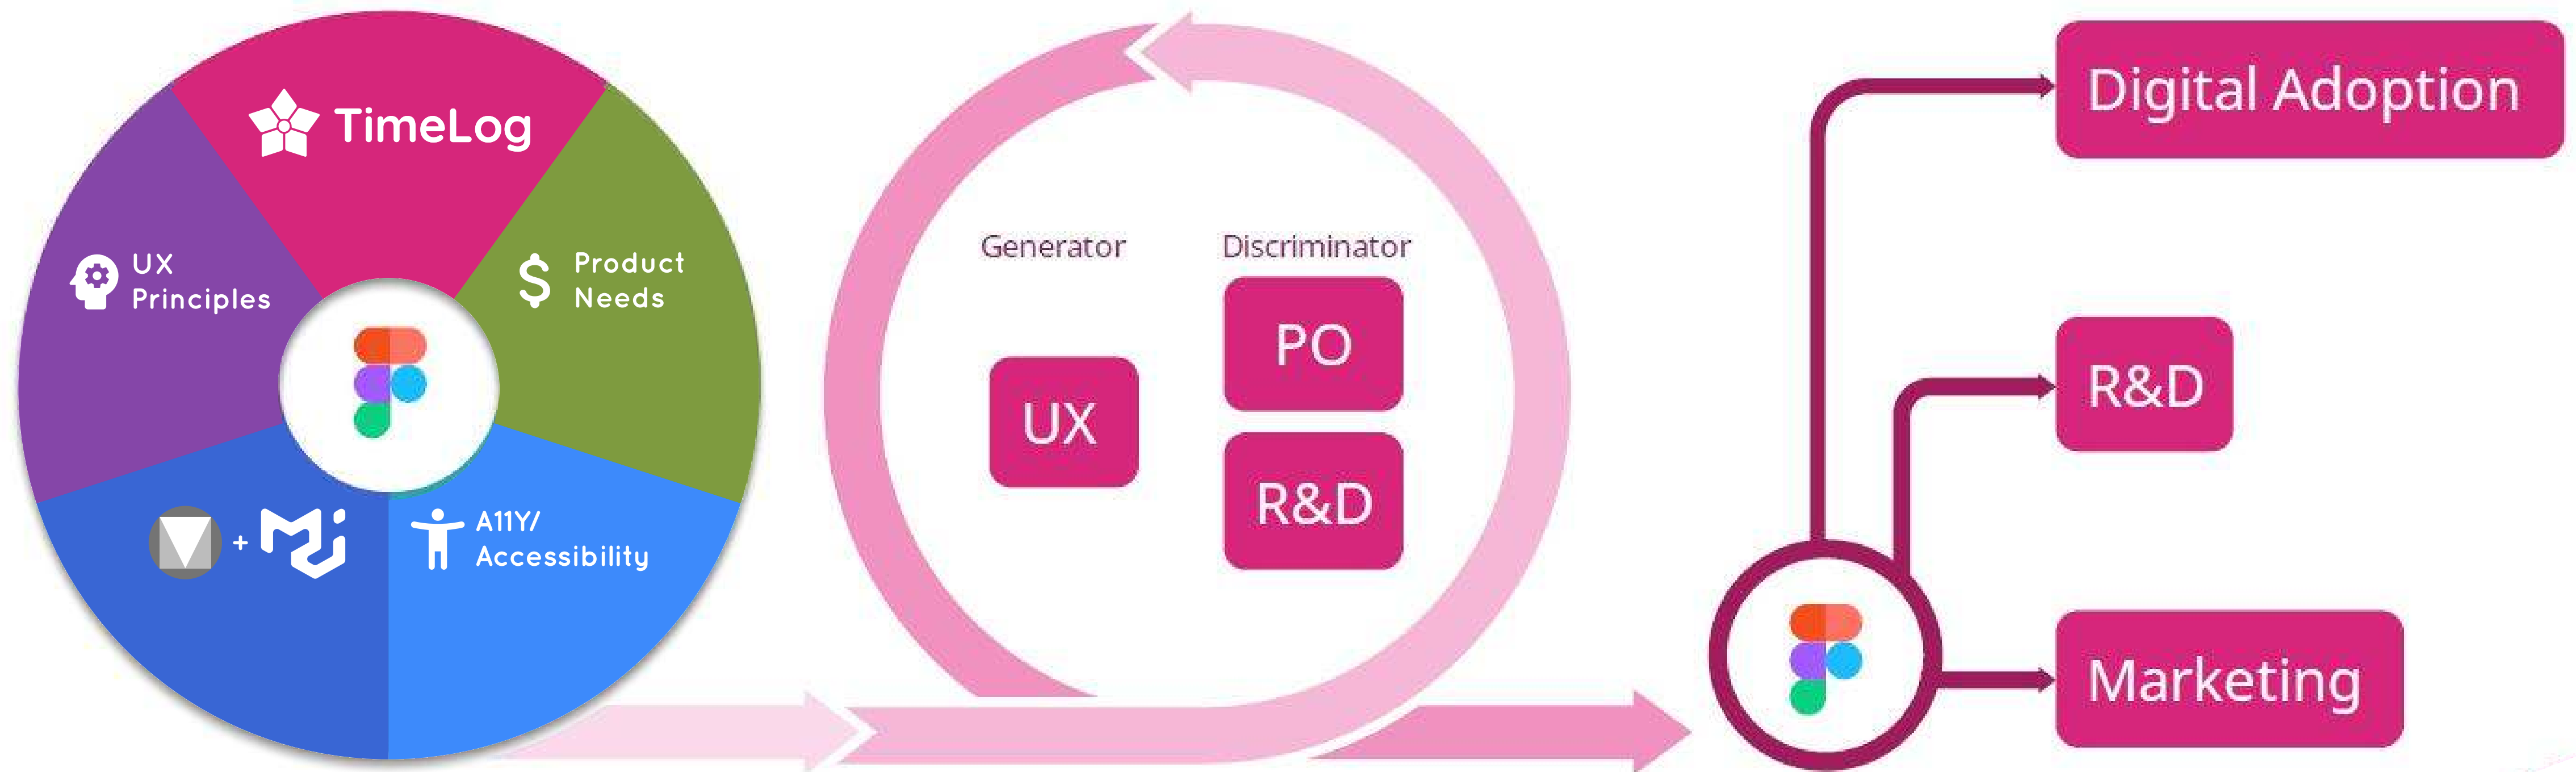 TimeLog
UX
Principles
$
Product
Needs
+
A11Y/
Accessibility
Generator
Discriminator
UX
PO
R&D
Digital Adoption
R&D
Marketing